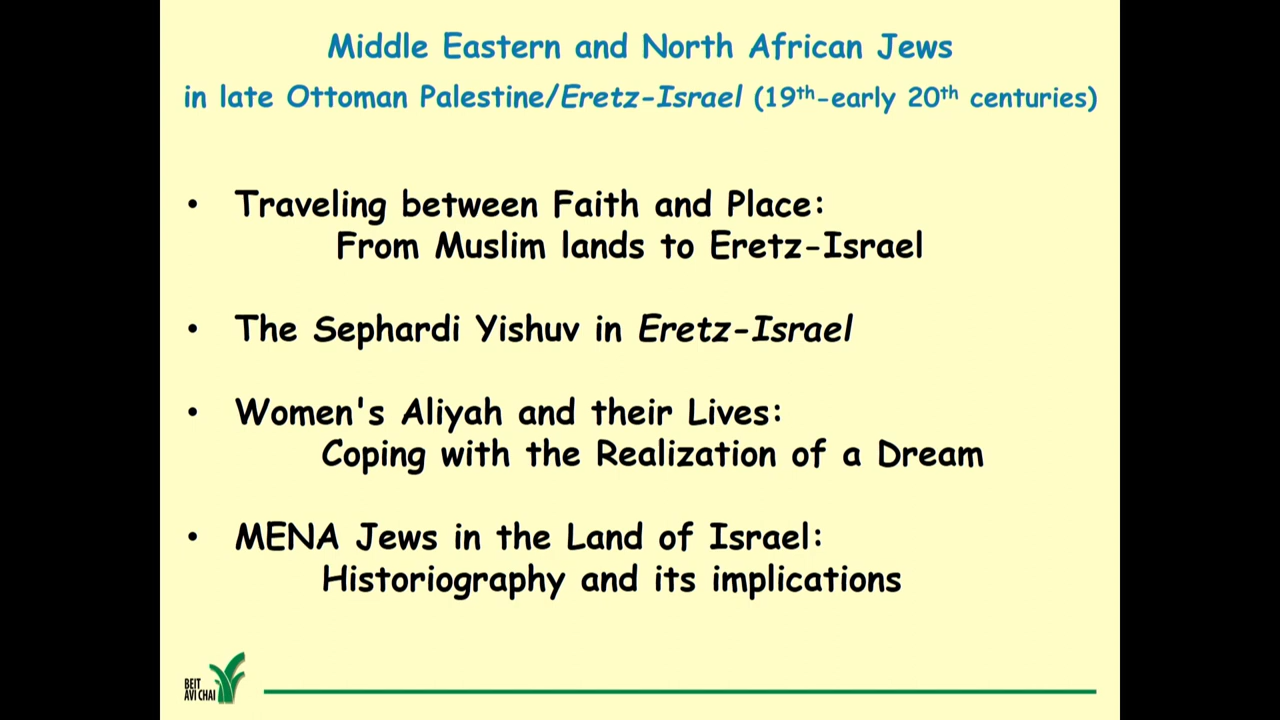 Middle Eastern and North African Jews
in late Ottoman Palestine/Eretz-Israel (19th-early 20th centuries)
• Traveling between Faith and Place:
From Muslim lands to Eretz-Israel
• The Sephardi Yishuv in Eretz-Israel
• Women's Aliyah and their Lives:
Coping with the Realization of a Dream
• MENA Jews in the Land of Israel:
Historiography and its implications
BEIT
AVI CHAI